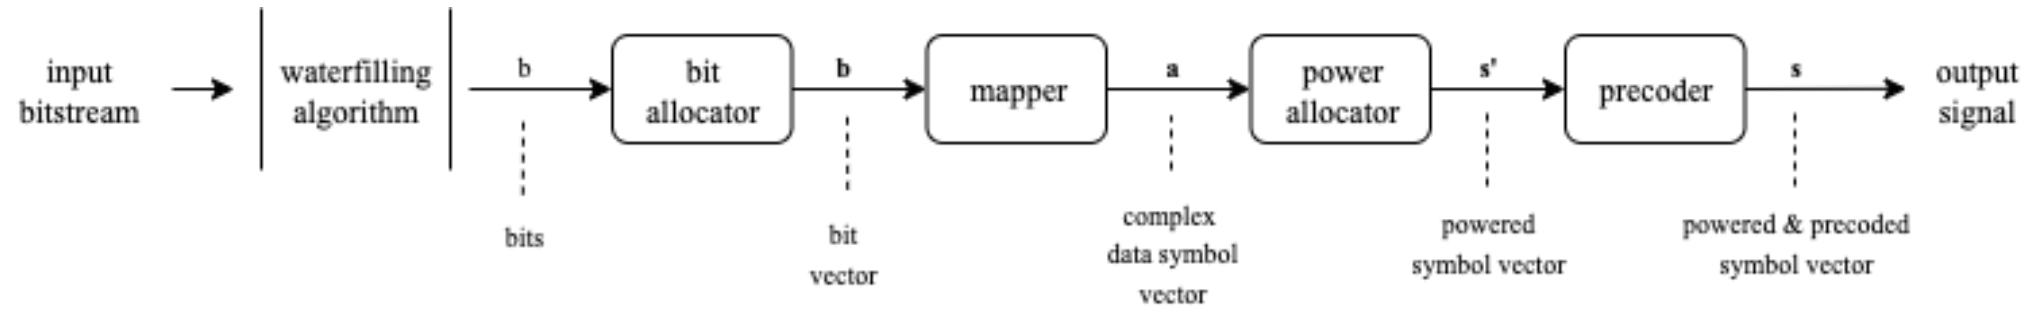 input
bitstream
waterfilling
algorithm
b
bit
allocator
b
mapper
a
power
allocator
s'
precoder
s
output
signal
bits
bit
vector
complex
data symbol
vector
powered
symbol vector
powered & precoded
symbol vector